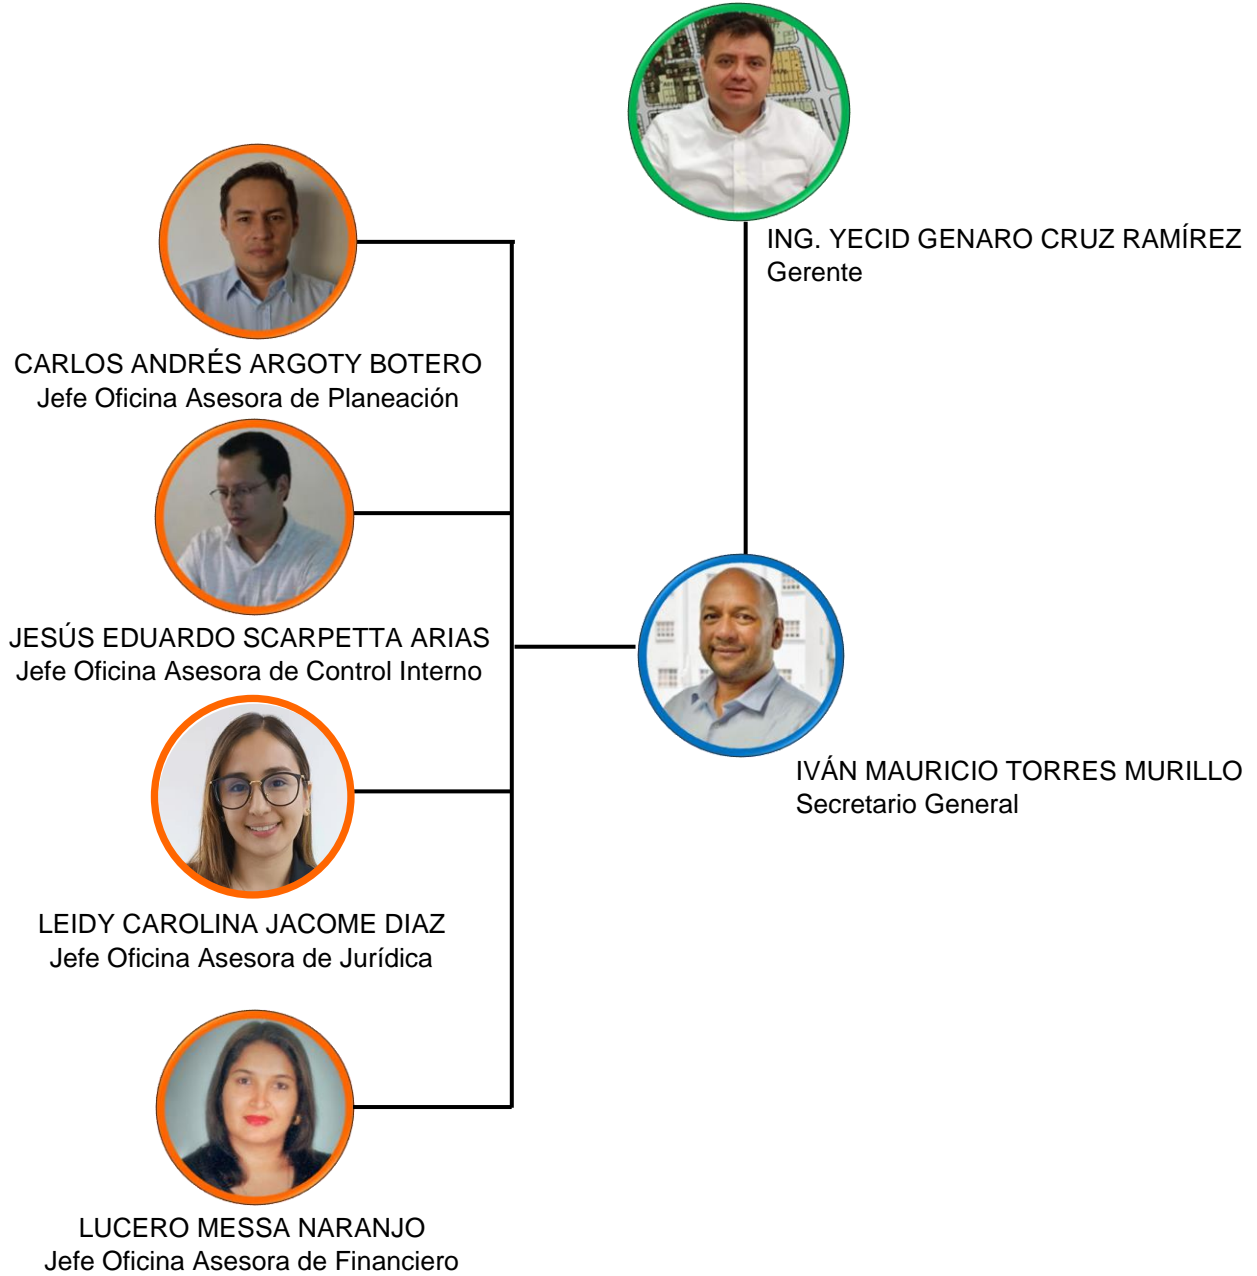 ING. YECID GENARO CRUZ RAMÍREZ
Gerente
CARLOS ANDRÉS ARGOTY BOTERO
Jefe Oficina Asesora de Planeación
JESÚS EDUARDO SCARPETTA ARIAS
Jefe Oficina Asesora de Control Interno
IVÁN MAURICIO TORRES MURILLO
Secretario General
LEIDY CAROLINA JACOME DIAZ
Jefe Oficina Asesora de Jurídica
LUCERO MESSA NARANJO
Jefe Oficina Asesora de Financiero